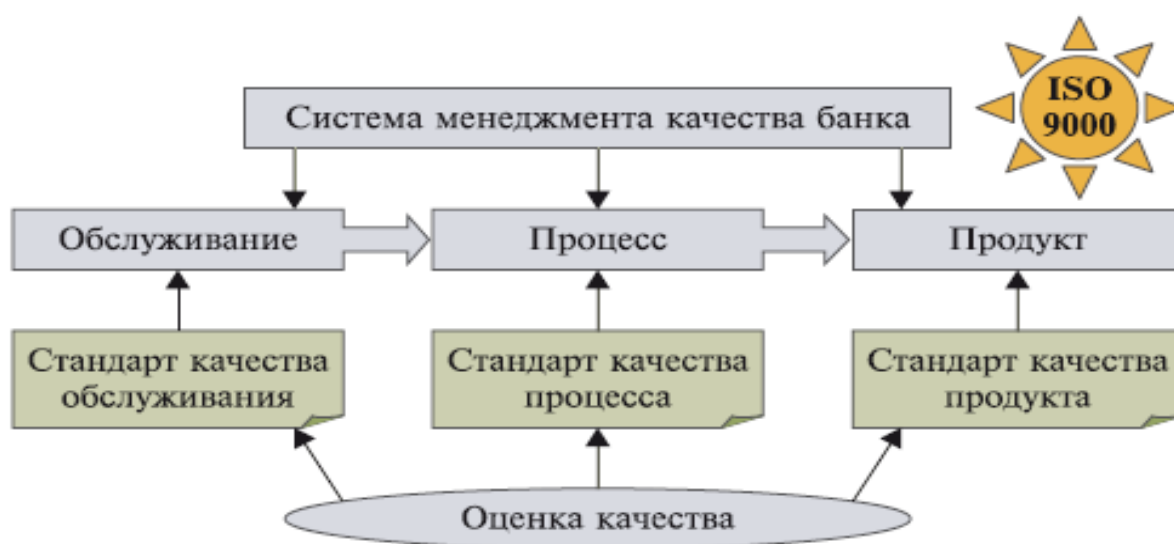 ISO
9000
Система менеджмента качества банка
Обслуживание
Процесс
Продукт
Стандарт качества
обслуживания
Стандарт качества
процесса
Стандарт качества
продукта
Оценка качества